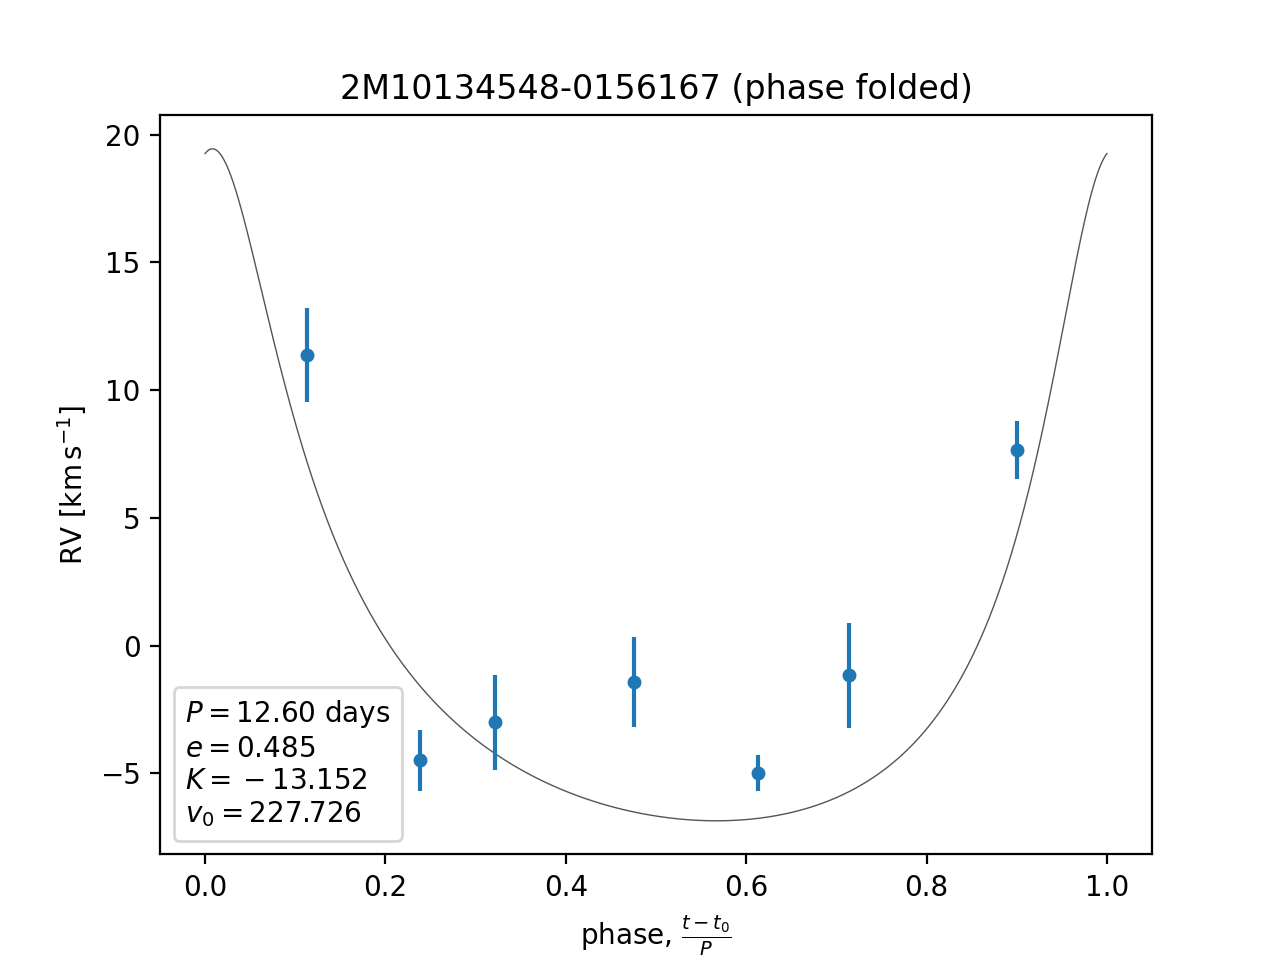 2M10134548-0156167 (phase folded)
20
15
10
5
0
−5
RV [km s⁻¹]
P = 12.60 days
e = 0.485
K = − 13.152
v₀ = 227.726
0.0 0.2 0.4 0.6 0.8 1.0
phase, (t − t₀)/P